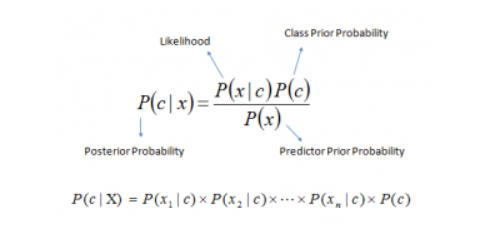 Likelihood
Class Prior Probability
P(c | x) = P(x | c)P(c) / P(x)
Posterior Probability
Predictor Prior Probability
P(c | X) = P(x₁ | c) × P(x₂ | c) × ··· × P(xₙ | c) × P(c)